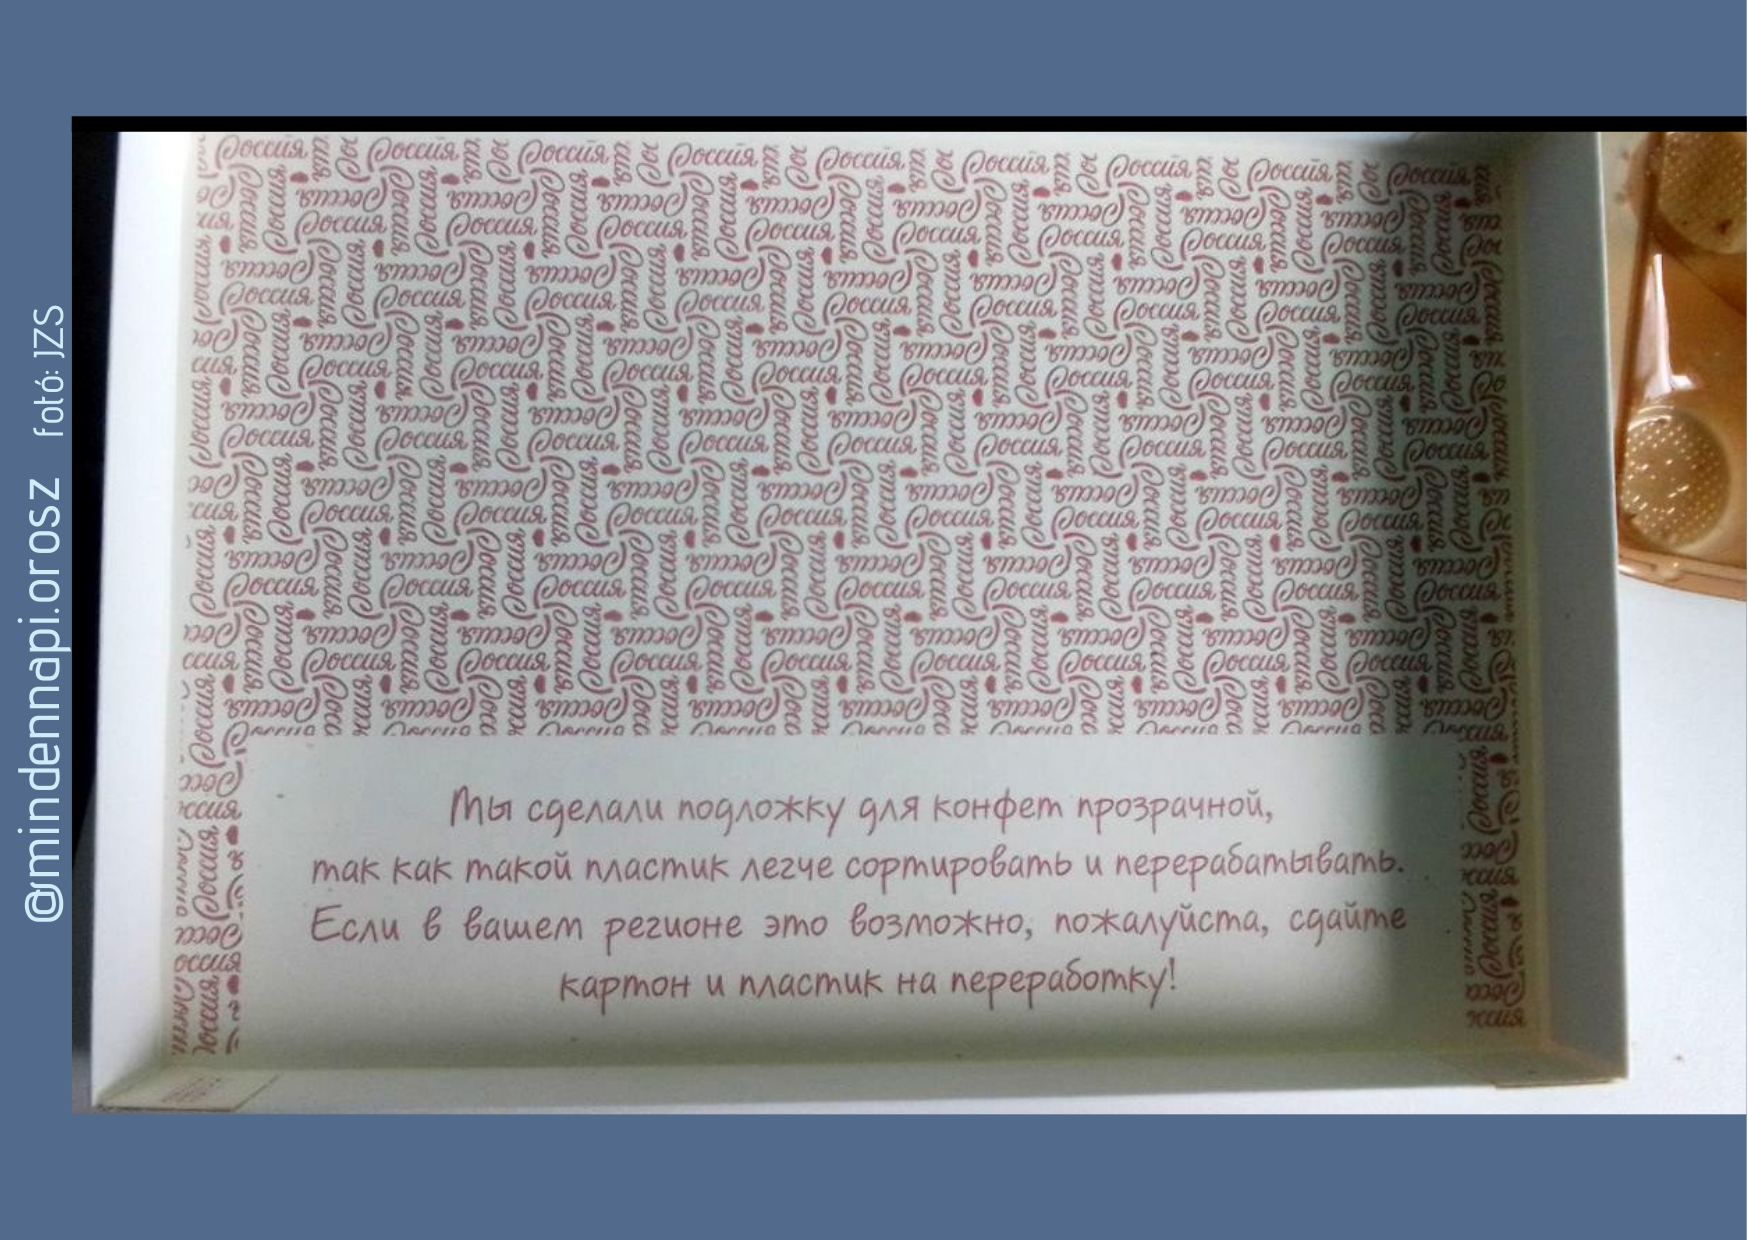 Россия
Мы сделали подложку для конфет прозрачной,
так как такой пластик легче сортировать и перерабатывать.
Если в вашем регионе это возможно, пожалуйста, сдайте
картон и пластик на переработку!
@mindennapi.orosz fotó: JZS